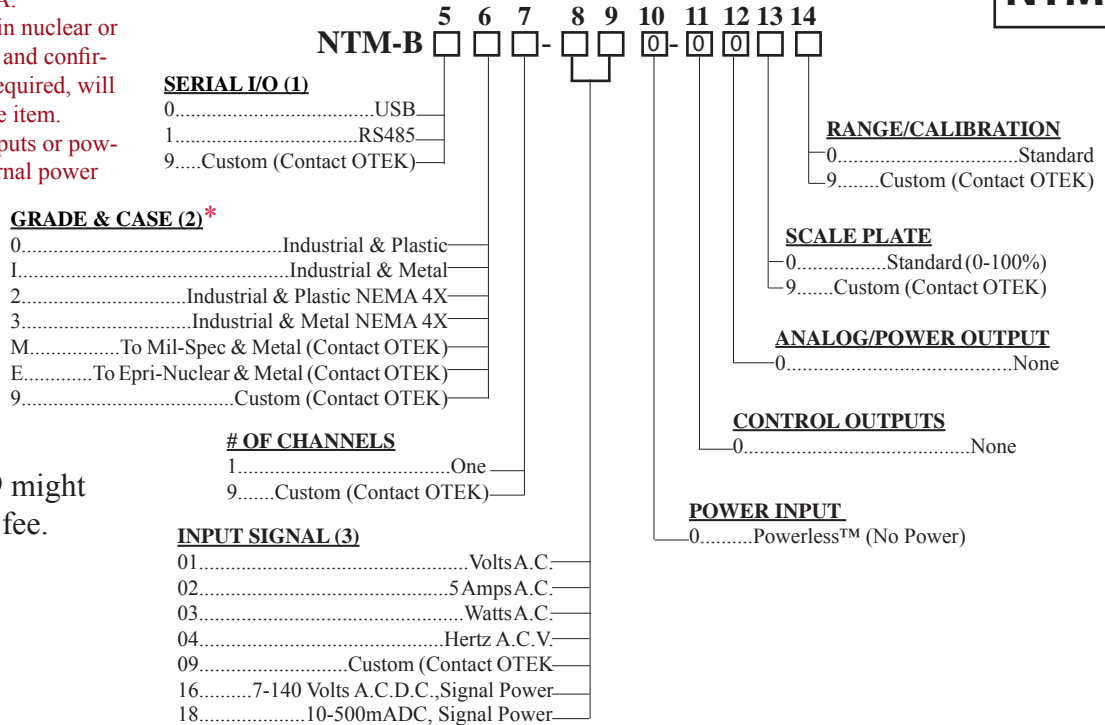 A.
in nuclear or
and confir-
equired, will
e item.
puts or pow-
rnal power
NTM
5 6 7 8 9 10 11 12 13 14
NTM-B - 0 - 0 0
SERIAL I/O (1)
0..........................................USB
1.......................................RS485
9.....Custom (Contact OTEK)
GRADE & CASE (2)*
0.................................................Industrial & Plastic
I..................................................Industrial & Metal
2...............................Industrial & Plastic NEMA 4X
3................................Industrial & Metal NEMA 4X
M................To Mil-Spec & Metal (Contact OTEK)
E.............To Epri-Nuclear & Metal (Contact OTEK)
9........................................Custom (Contact OTEK)
# OF CHANNELS
1.........................................One
9.......Custom (Contact OTEK)
9 might
fee.
INPUT SIGNAL (3)
01....................................................Volts A.C.
02...................................................5 Amps A.C.
03....................................................Watts A.C.
04...............................................Hertz A.C.V.
09............................Custom (Contact OTEK
16..........7-140 Volts A.C.D.C.,Signal Power
18....................10-500mADC, Signal Power
RANGE/CALIBRATION
0..................................Standard
9........Custom (Contact OTEK)
SCALE PLATE
0.................Standard (0-100%)
9.......Custom (Contact OTEK)
ANALOG/POWER OUTPUT
0...........................................None
CONTROL OUTPUTS
0...........................................None
POWER INPUT
0..........Powerless™ (No Power)